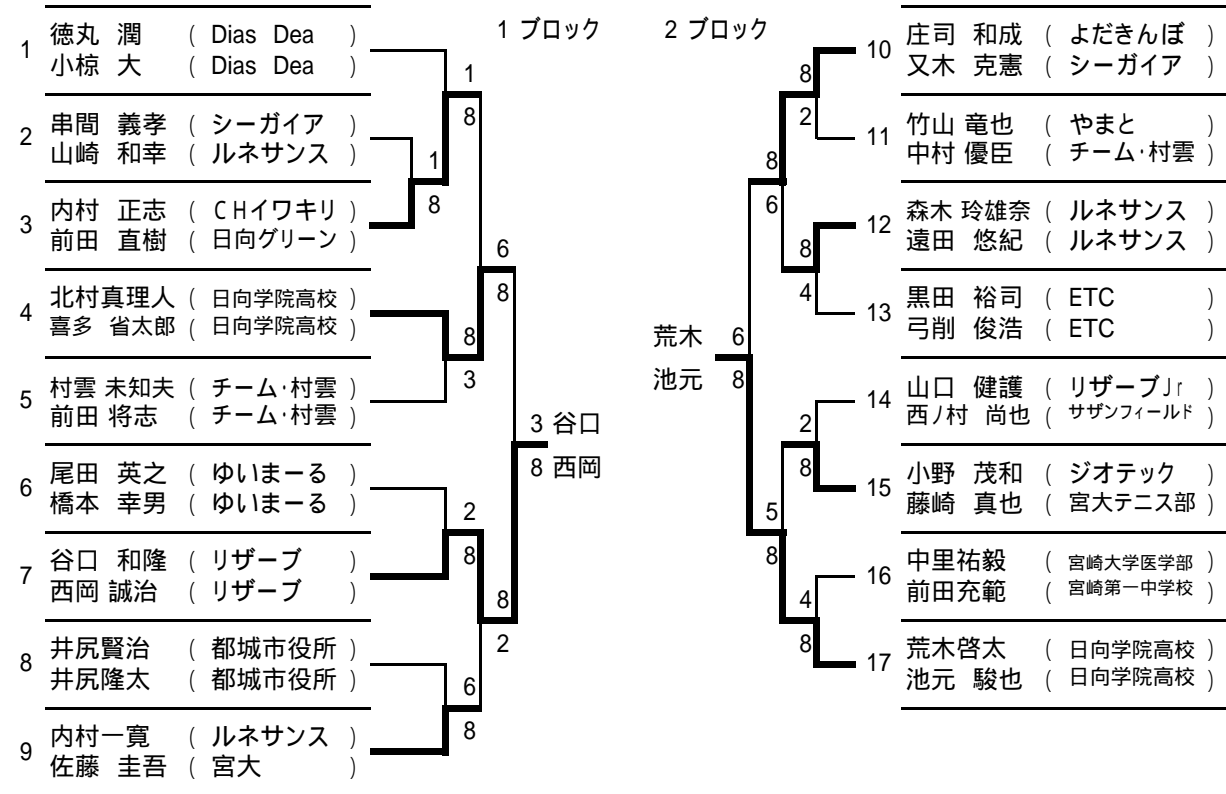 1 ブロック
1
徳丸 潤 ( Dias Dea )
小椋 大 ( Dias Dea )
2
串間 義孝 ( シーガイア )
山崎 和幸 ( ルネサンス )
3
内村 正志 ( CHイワキリ )
前田 直樹 ( 日向グリーン )
4
北村真理人 ( 日向学院高校 )
喜多 省太郎 ( 日向学院高校 )
5
村雲 未知夫 ( チーム･村雲 )
前田 将志 ( チーム･村雲 )
6
尾田 英之 ( ゆいまーる )
橋本 幸男 ( ゆいまーる )
7
谷口 和隆 ( リザーブ )
西岡 誠治 ( リザーブ )
8
井尻賢治 ( 都城市役所 )
井尻隆太 ( 都城市役所 )
9
内村一寛 ( ルネサンス )
佐藤 圭吾 ( 宮大 )
1
8
1
8
6
8
8
3
3 谷口
8 西岡
2
8
8
2
6
8
2 ブロック
10
庄司 和成 ( よだきんぼ )
又木 克憲 ( シーガイア )
11
竹山 竜也 ( やまと )
中村 優臣 ( チーム･村雲 )
12
森木 玲雄奈 ( ルネサンス )
遠田 悠紀 ( ルネサンス )
13
黒田 裕司 ( ETC )
弓削 俊浩 ( ETC )
14
山口 健護 ( リザーブJr )
西ノ村 尚也 ( サザンフィールド )
15
小野 茂和 ( ジオテック )
藤崎 真也 ( 宮大テニス部 )
16
中里祐毅 ( 宮崎大学医学部 )
前田充範 ( 宮崎第一中学校 )
17
荒木啓太 ( 日向学院高校 )
池元 駿也 ( 日向学院高校 )
8
2
8
6
8
4
荒木 6
池元 8
2
8
5
8
4
8